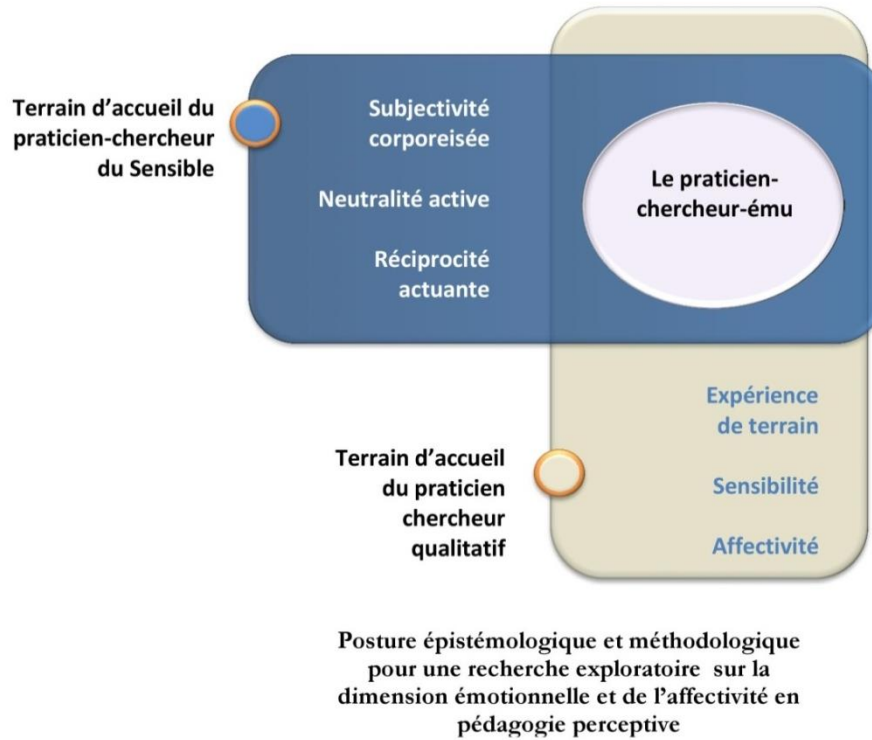 Terrain d’accueil du
praticien-chercheur
du Sensible
Subjectivité
corporeisée
Neutralité active
Réciprocité
actuante
Le praticien-
chercheur-ému
Terrain d’accueil
du praticien
chercheur
qualitatif
Expérience
de terrain
Sensibilité
Affectivité
Posture épistémologique et méthodologique
pour une recherche exploratoire sur la
dimension émotionnelle et de l’affectivité en
pédagogie perceptive